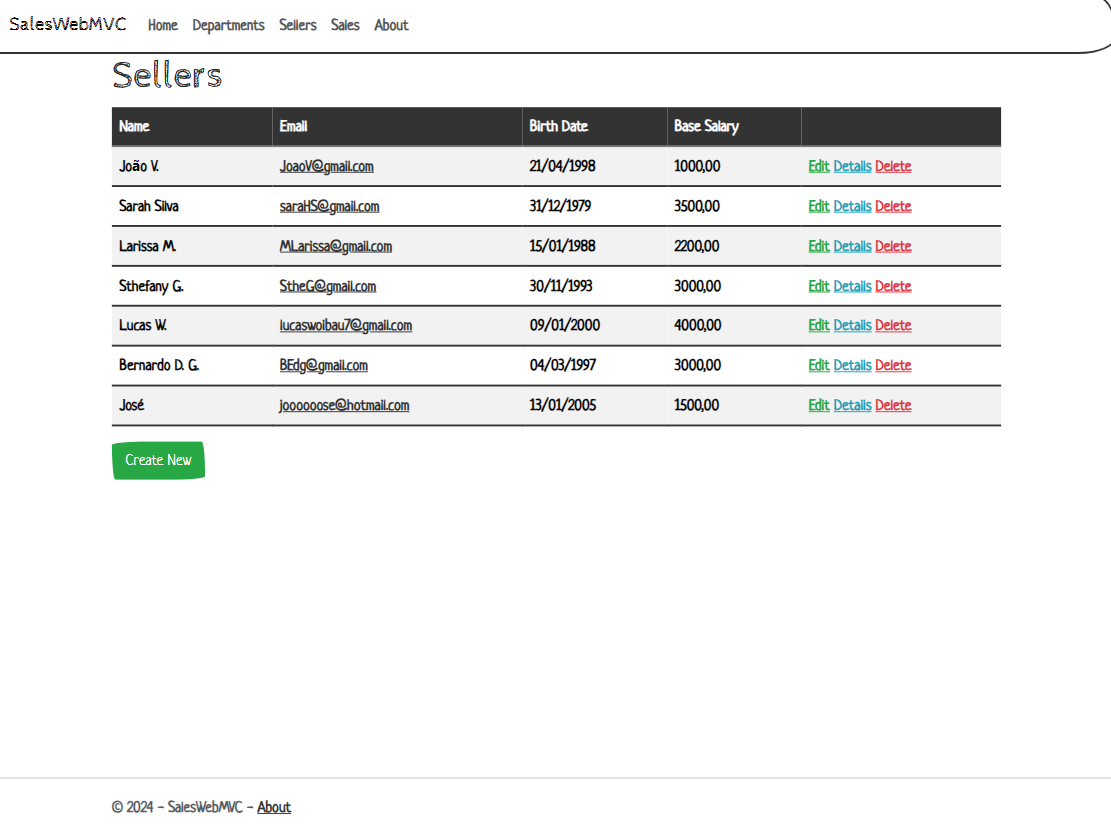 SalesWebMVC Home Departments Sellers Sales About
Sellers
Name Email Birth Date Base Salary
João V. JoaoV@gmail.com 21/04/1998 1000,00 Edit Details Delete
Sarah Silva saraHS@gmail.com 31/12/1979 3500,00 Edit Details Delete
Larissa M. MLarissa@gmail.com 15/01/1988 2200,00 Edit Details Delete
Sthefany G. StheG@gmail.com 30/11/1993 3000,00 Edit Details Delete
Lucas W. lucaswoibau7@gmail.com 09/01/2000 4000,00 Edit Details Delete
Bernardo D. G. BEdg@gmail.com 04/03/1997 3000,00 Edit Details Delete
José joooooose@hotmail.com 13/01/2005 1500,00 Edit Details Delete
Create New
© 2024 - SalesWebMVC - About